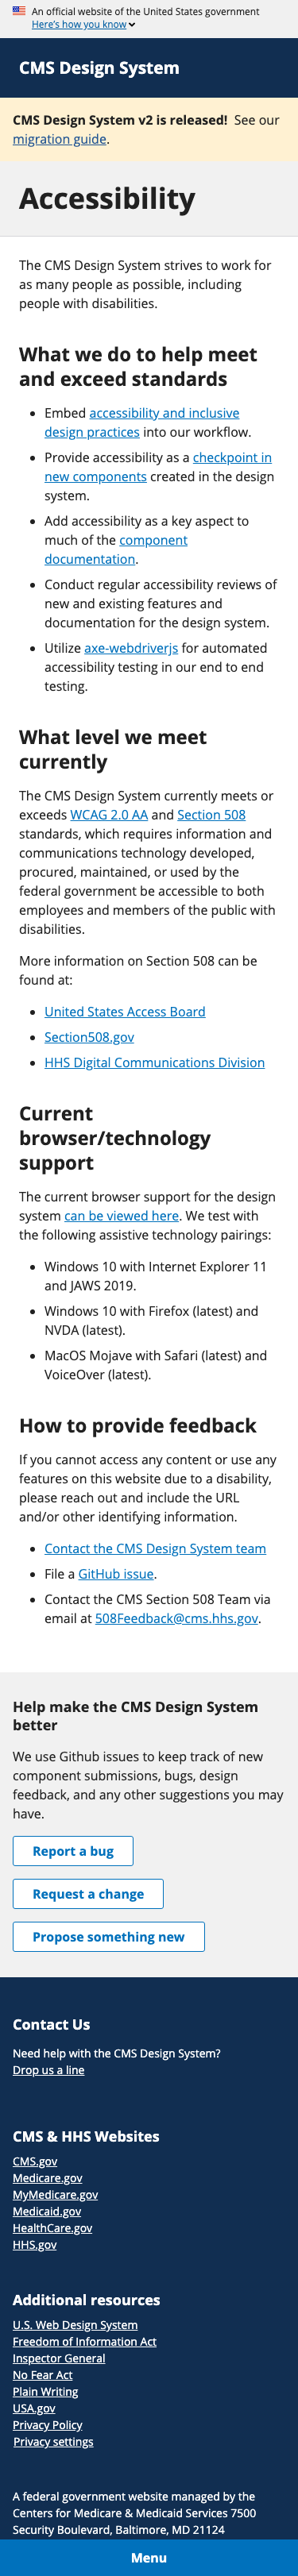 An official website of the United States government
Here's how you know
CMS Design System
CMS Design System v2 is released! See our
migration guide.
Accessibility
The CMS Design System strives to work for
as many people as possible, including
people with disabilities.
What we do to help meet
and exceed standards
Embed accessibility and inclusive
design practices into our workflow.
Provide accessibility as a checkpoint in
new components created in the design
system.
Add accessibility as a key aspect to
much of the component
documentation.
Conduct regular accessibility reviews of
new and existing features and
documentation for the design system.
Utilize axe-webdriverjs for automated
accessibility testing in our end to end
testing.
What level we meet
currently
The CMS Design System currently meets or
exceeds WCAG 2.0 AA and Section 508
standards, which requires information and
communications technology developed,
procured, maintained, or used by the
federal government be accessible to both
employees and members of the public with
disabilities.
More information on Section 508 can be
found at:
United States Access Board
Section508.gov
HHS Digital Communications Division
Current
browser/technology
support
The current browser support for the design
system can be viewed here. We test with
the following assistive technology pairings:
Windows 10 with Internet Explorer 11
and JAWS 2019.
Windows 10 with Firefox (latest) and
NVDA (latest).
MacOS Mojave with Safari (latest) and
VoiceOver (latest).
How to provide feedback
If you cannot access any content or use any
features on this website due to a disability,
please reach out and include the URL
and/or other identifying information.
Contact the CMS Design System team
File a GitHub issue.
Contact the CMS Section 508 Team via
email at 508Feedback@cms.hhs.gov.
Help make the CMS Design System
better
We use Github issues to keep track of new
component submissions, bugs, design
feedback, and any other suggestions you may
have.
Report a bug
Request a change
Propose something new
Contact Us
Need help with the CMS Design System?
Drop us a line
CMS & HHS Websites
CMS.gov
Medicare.gov
MyMedicare.gov
Medicaid.gov
HealthCare.gov
HHS.gov
Additional resources
U.S. Web Design System
Freedom of Information Act
Inspector General
No Fear Act
Plain Writing
USA.gov
Privacy Policy
Privacy settings
A federal government website managed by the
Centers for Medicare & Medicaid Services 7500
Security Boulevard, Baltimore, MD 21124
Menu